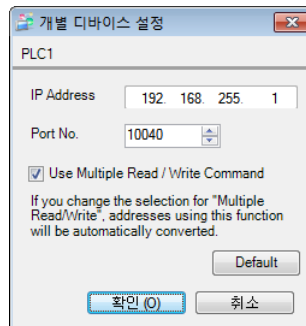 개별 디바이스 설정
PLC1
IP Address 192. 168. 255. 1
Port No. 10040
Use Multiple Read / Write Command
If you change the selection for "Multiple
Read/Write", addresses using this function
will be automatically converted.
Default
확인 (O) 취소